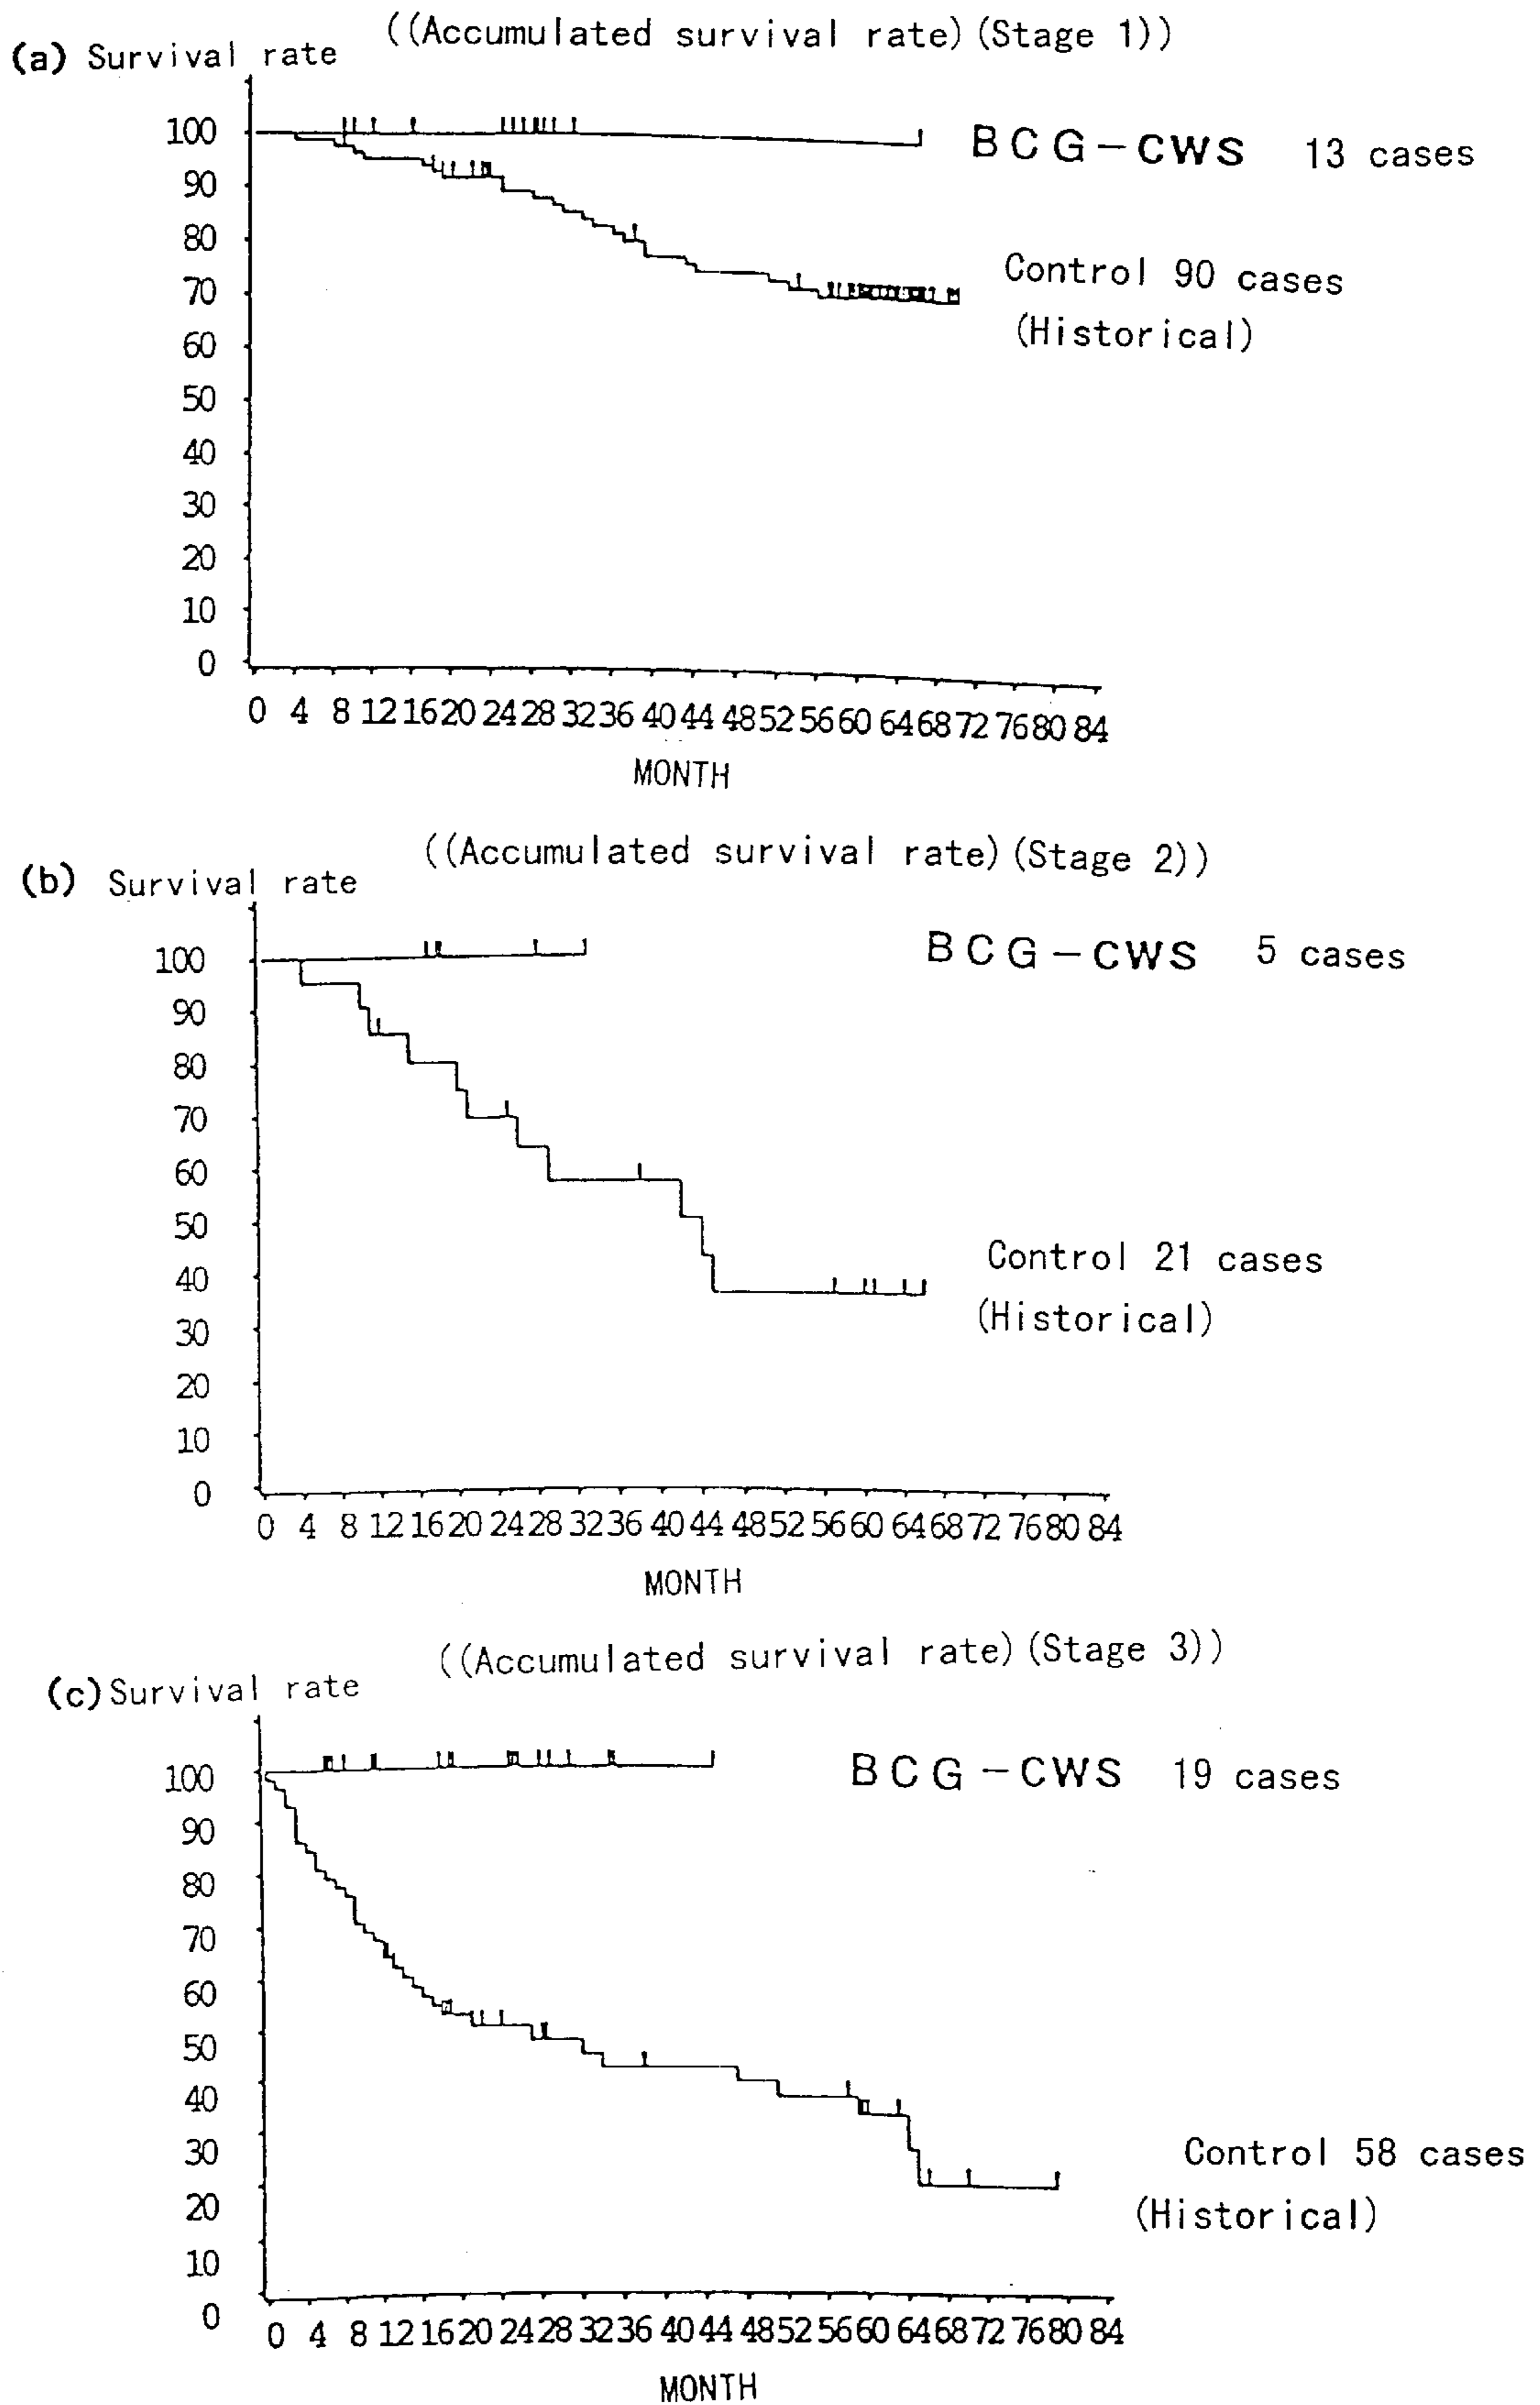 ((Accumulated survival rate)(Stage 1))
(a) Survival rate
100
BCG-CWS 13 cases
90
80
Control 90 cases
70
(Historical)
60
50
40
30
20
10
0
0 4 8 12 16 20 24 28 32 36 40 44 48 52 56 60 64 68 72 76 80 84
MONTH
((Accumulated survival rate)(Stage 2))
(b) Survival rate
BCG-CWS 5 cases
100
90
80
70
60
50
Control 21 cases
40
(Historical)
30
20
10
0
0 4 8 12 16 20 24 28 32 36 40 44 48 52 56 60 64 68 72 76 80 84
MONTH
((Accumulated survival rate)(Stage 3))
(c) Survival rate
BCG-CWS 19 cases
100
90
80
70
60
50
40
30
Control 58 cases
20
(Historical)
10
0
0 4 8 12 16 20 24 28 32 36 40 44 48 52 56 60 64 68 72 76 80 84
MONTH